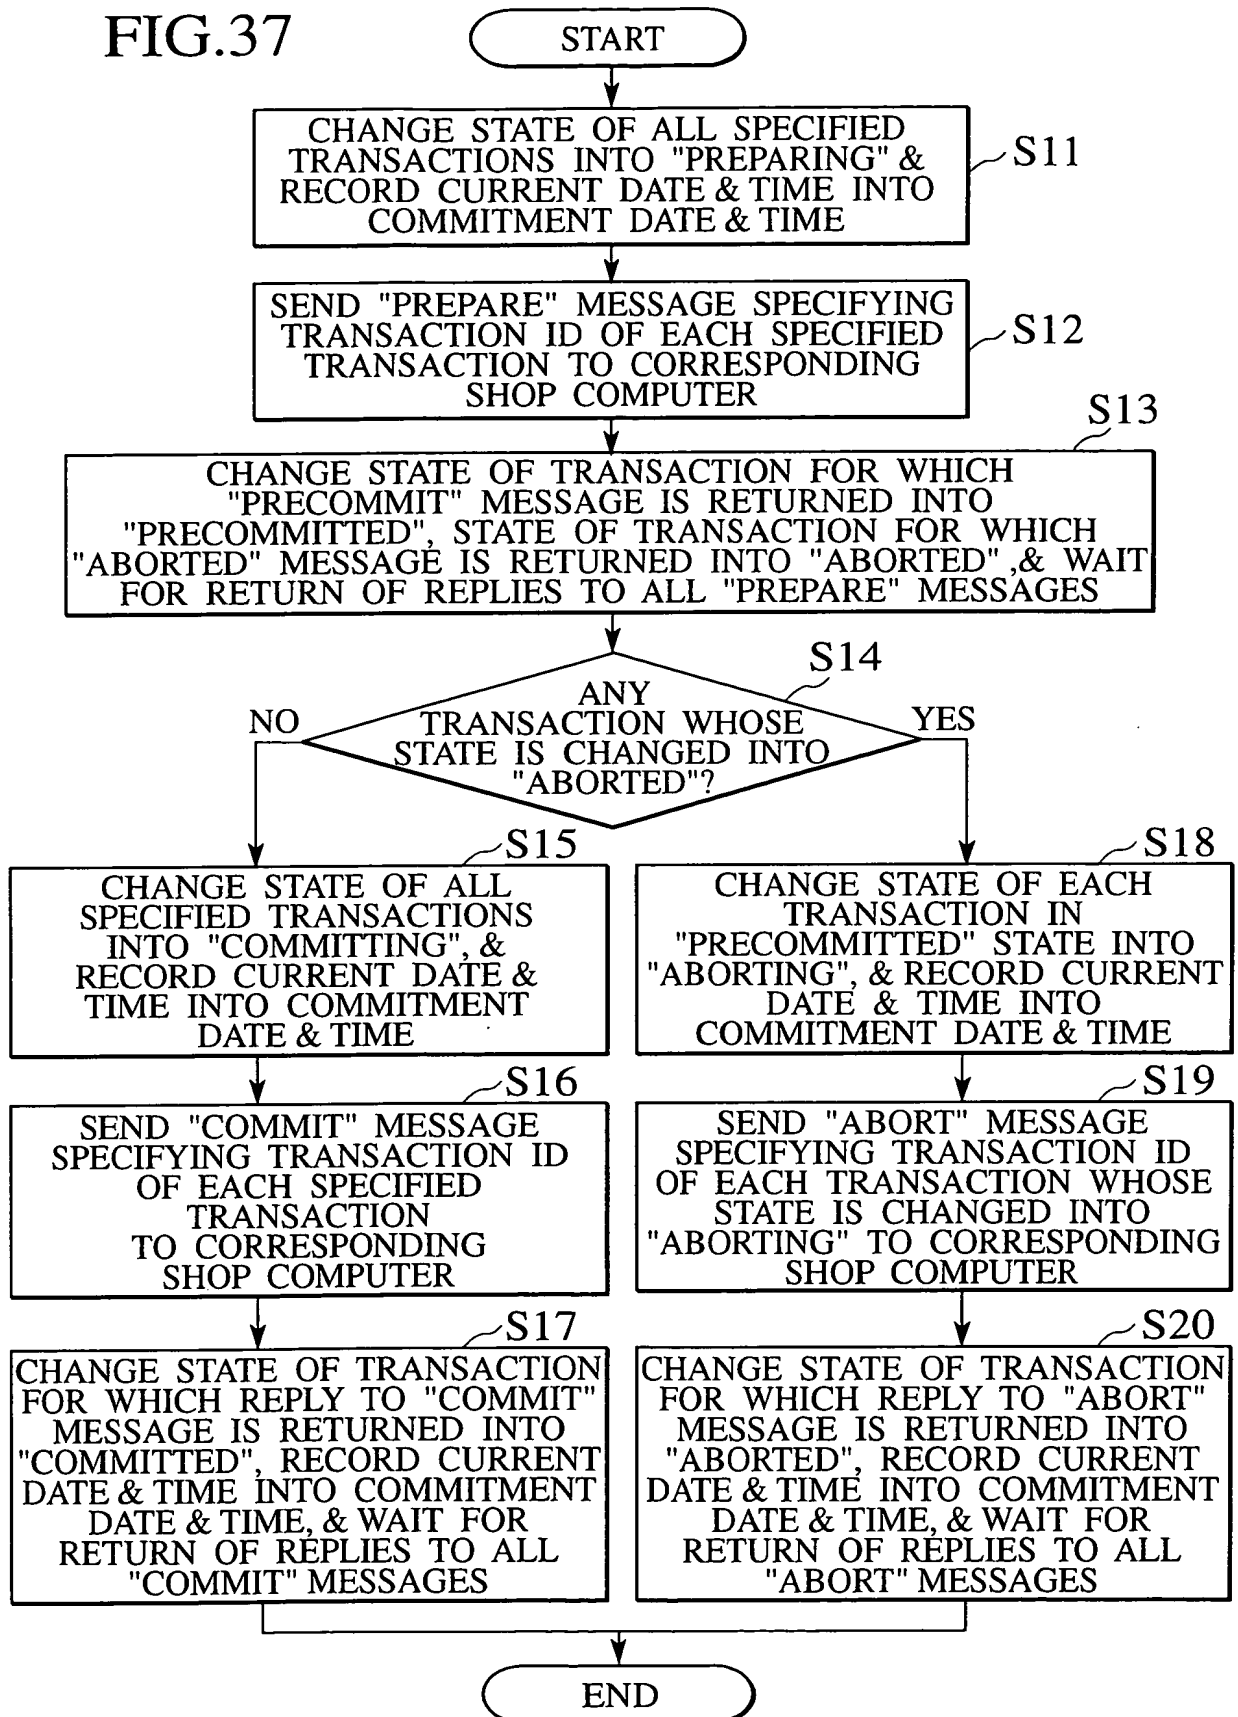 FIG.37
START
CHANGE STATE OF ALL SPECIFIED
TRANSACTIONS INTO "PREPARING" &
RECORD CURRENT DATE & TIME INTO
COMMITMENT DATE & TIME
S11
SEND "PREPARE" MESSAGE SPECIFYING
TRANSACTION ID OF EACH SPECIFIED
TRANSACTION TO CORRESPONDING
SHOP COMPUTER
S12
S13
CHANGE STATE OF TRANSACTION FOR WHICH
"PRECOMMIT" MESSAGE IS RETURNED INTO
"PRECOMMITTED", STATE OF TRANSACTION FOR WHICH
"ABORTED" MESSAGE IS RETURNED INTO "ABORTED" ,& WAIT
FOR RETURN OF REPLIES TO ALL "PREPARE" MESSAGES
S14
ANY
TRANSACTION WHOSE
STATE IS CHANGED INTO
"ABORTED"?
NO
YES
S15
CHANGE STATE OF ALL
SPECIFIED TRANSACTIONS
INTO "COMMITTING", &
RECORD CURRENT DATE &
TIME INTO COMMITMENT
DATE & TIME
S16
SEND "COMMIT" MESSAGE
SPECIFYING TRANSACTION ID
OF EACH SPECIFIED
TRANSACTION
TO CORRESPONDING
SHOP COMPUTER
S17
CHANGE STATE OF TRANSACTION
FOR WHICH REPLY TO "COMMIT"
MESSAGE IS RETURNED INTO
"COMMITTED", RECORD CURRENT
DATE & TIME INTO COMMITMENT
DATE & TIME, & WAIT FOR
RETURN OF REPLIES TO ALL
"COMMIT" MESSAGES
S18
CHANGE STATE OF EACH
TRANSACTION IN
"PRECOMMITTED" STATE INTO
"ABORTING", & RECORD CURRENT
DATE & TIME INTO
COMMITMENT DATE & TIME
S19
SEND "ABORT" MESSAGE
SPECIFYING TRANSACTION ID
OF EACH TRANSACTION WHOSE
STATE IS CHANGED INTO
"ABORTING" TO CORRESPONDING
SHOP COMPUTER
S20
CHANGE STATE OF TRANSACTION
FOR WHICH REPLY TO "ABORT"
MESSAGE IS RETURNED INTO
"ABORTED", RECORD CURRENT
DATE & TIME INTO COMMITMENT
DATE & TIME, & WAIT FOR
RETURN OF REPLIES TO ALL
"ABORT" MESSAGES
END